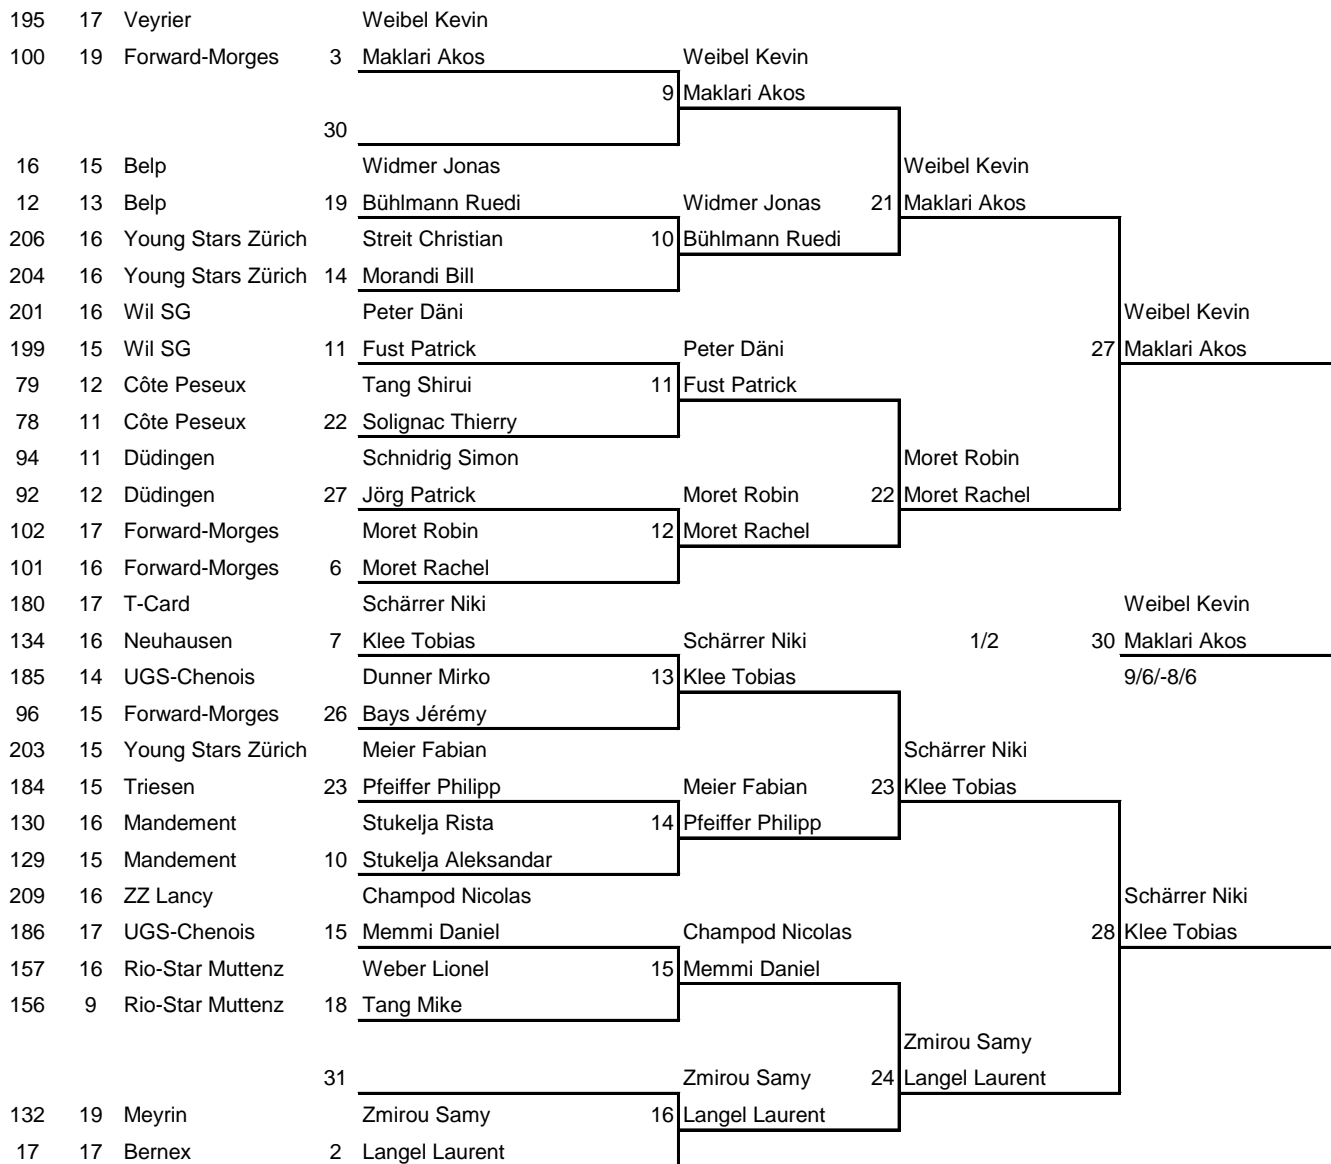 195 17 Veyrier Weibel Kevin
100 19 Forward-Morges 3 Maklari Akos Weibel Kevin
9 Maklari Akos
30
16 15 Belp Widmer Jonas Weibel Kevin
12 13 Belp 19 Bühlmann Ruedi Widmer Jonas 21 Maklari Akos
206 16 Young Stars Zürich Streit Christian 10 Bühlmann Ruedi
204 16 Young Stars Zürich 14 Morandi Bill
201 16 Wil SG Peter Däni Weibel Kevin
199 15 Wil SG 11 Fust Patrick Peter Däni 27 Maklari Akos
79 12 Côte Peseux Tang Shirui 11 Fust Patrick
78 11 Côte Peseux 22 Solignac Thierry
94 11 Düdingen Schnidrig Simon Moret Robin
92 12 Düdingen 27 Jörg Patrick Moret Robin 22 Moret Rachel
102 17 Forward-Morges Moret Robin 12 Moret Rachel
101 16 Forward-Morges 6 Moret Rachel
180 17 T-Card Schärrer Niki Weibel Kevin
134 16 Neuhausen 7 Klee Tobias Schärrer Niki 1/2 30 Maklari Akos
185 14 UGS-Chenois Dunner Mirko 13 Klee Tobias 9/6/-8/6
96 15 Forward-Morges 26 Bays Jérémy
203 15 Young Stars Zürich Meier Fabian Schärrer Niki
184 15 Triesen 23 Pfeiffer Philipp Meier Fabian 23 Klee Tobias
130 16 Mandement Stukelja Rista 14 Pfeiffer Philipp
129 15 Mandement 10 Stukelja Aleksandar
209 16 ZZ Lancy Champod Nicolas Schärrer Niki
186 17 UGS-Chenois 15 Memmi Daniel Champod Nicolas 28 Klee Tobias
157 16 Rio-Star Muttenz Weber Lionel 15 Memmi Daniel
156 9 Rio-Star Muttenz 18 Tang Mike
Zmirou Samy
31 Zmirou Samy 24 Langel Laurent
132 19 Meyrin Zmirou Samy 16 Langel Laurent
17 17 Bernex 2 Langel Laurent